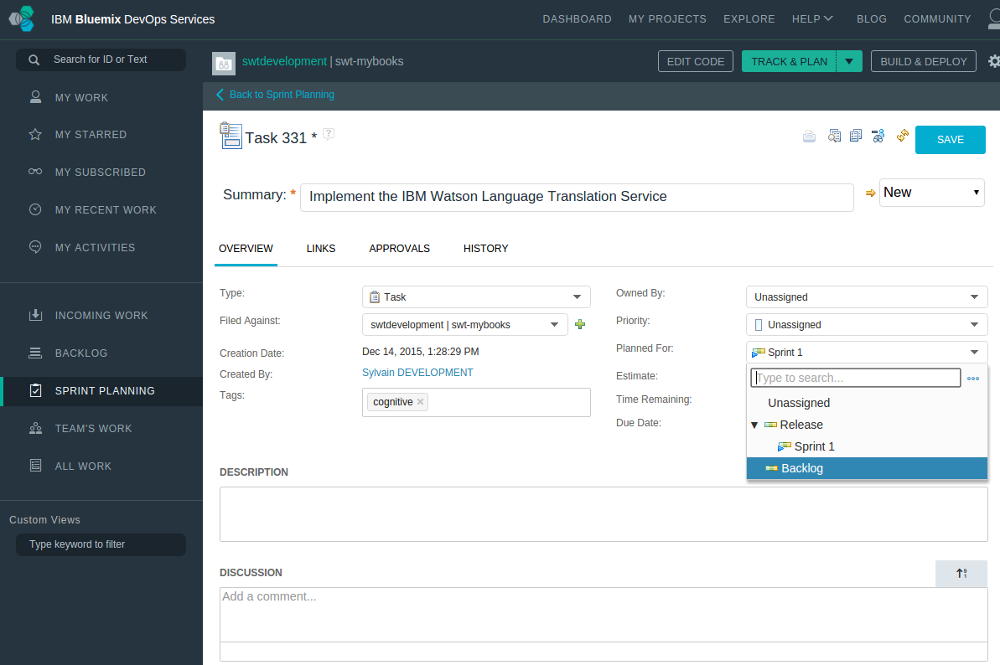 IBM Bluemix DevOps Services
DASHBOARD MY PROJECTS EXPLORE HELP BLOG COMMUNITY
Search for ID or Text
swtdevelopment | swt-mybooks
EDIT CODE
TRACK & PLAN
BUILD & DEPLOY
Back to Sprint Planning
MY WORK
MY STARRED
MY SUBSCRIBED
MY RECENT WORK
MY ACTIVITIES
INCOMING WORK
BACKLOG
SPRINT PLANNING
TEAM'S WORK
ALL WORK
Custom Views
Type keyword to filter
Task 331 * ?
SAVE
Summary: * Implement the IBM Watson Language Translation Service
New
OVERVIEW LINKS APPROVALS HISTORY
Type: Task
Filed Against: swtdevelopment | swt-mybooks
Creation Date: Dec 14, 2015, 1:28:29 PM
Created By: Sylvain DEVELOPMENT
Tags: cognitive ×
Owned By: Unassigned
Priority: Unassigned
Planned For: Sprint 1
Estimate:
Time Remaining:
Due Date:
Type to search...
Unassigned
Release
Sprint 1
Backlog
DESCRIPTION
DISCUSSION
Add a comment...